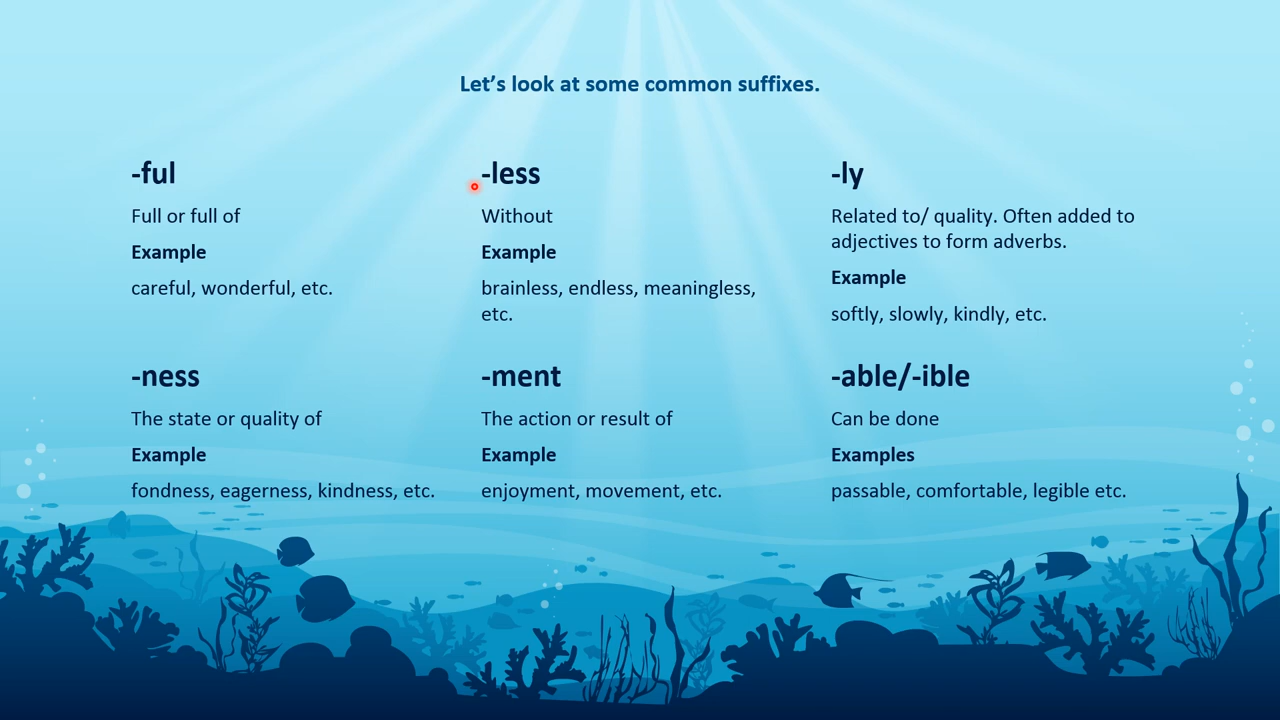 Let’s look at some common suffixes.
-ful
Full or full of
Example
careful, wonderful, etc.
-less
Without
Example
brainless, endless, meaningless,
etc.
-ly
Related to/ quality. Often added to
adjectives to form adverbs.
Example
softly, slowly, kindly, etc.
-ness
The state or quality of
Example
fondness, eagerness, kindness, etc.
-ment
The action or result of
Example
enjoyment, movement, etc.
-able/-ible
Can be done
Examples
passable, comfortable, legible etc.